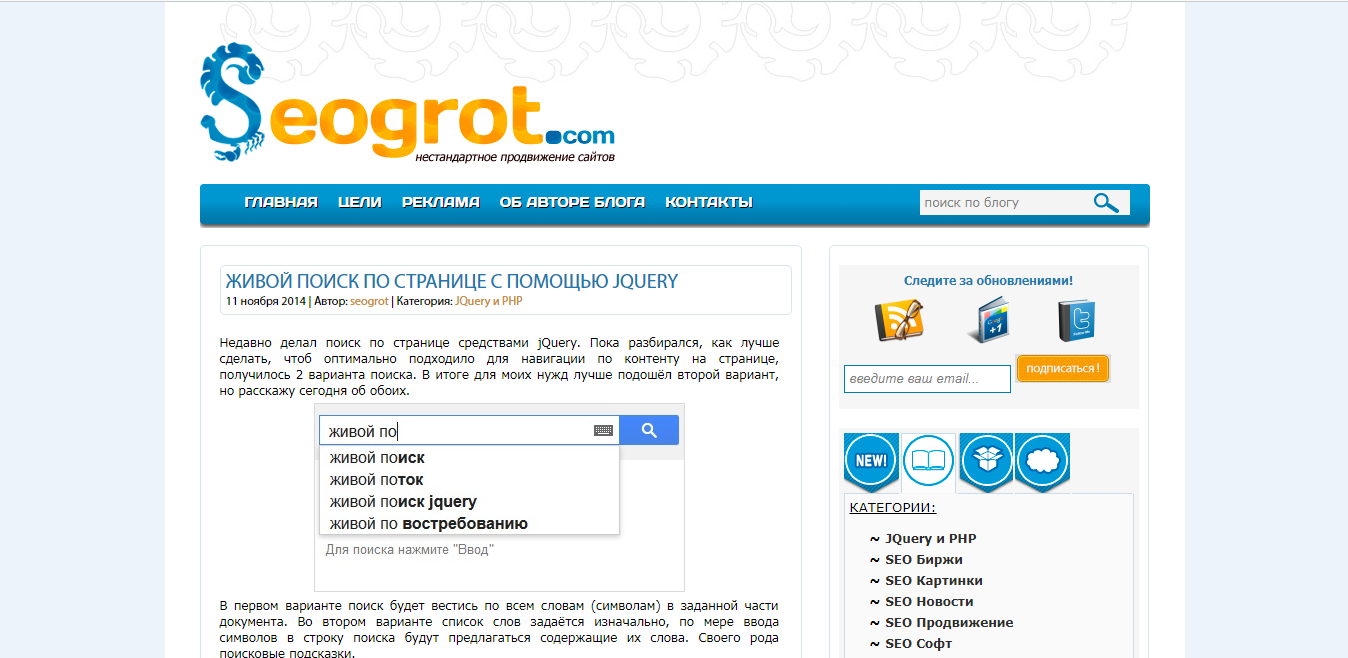 Seogrot.com
нестандартное продвижение сайтов
ГЛАВНАЯ ЦЕЛИ РЕКЛАМА ОБ АВТОРЕ БЛОГА КОНТАКТЫ
поиск по блогу
ЖИВОЙ ПОИСК ПО СТРАНИЦЕ С ПОМОЩЬЮ JQUERY
11 ноября 2014 | Автор: seogrot | Категория: JQuery и PHP
Недавно делал поиск по странице средствами jQuery. Пока разбирался, как лучше
сделать, чтоб оптимально подходило для навигации по контенту на странице,
получилось 2 варианта поиска. В итоге для моих нужд лучше подошёл второй вариант,
но расскажу сегодня об обоих.
живой по
живой поиск
живой поток
живой поиск jquery
живой по востребованию
Для поиска нажмите "Ввод"
В первом варианте поиск будет вестись по всем словам (символам) в заданной части
документа. Во втором варианте список слов задаётся изначально, по мере ввода
символов в строку поиска будут предлагаться содержащие их слова. Своего рода
поисковые подсказки.
Следите за обновлениями!
+1
введите ваш email...
подписаться !
NEW!
КАТЕГОРИИ:
~ JQuery и PHP
~ SEO Биржи
~ SEO Картинки
~ SEO Новости
~ SEO Продвижение
~ SEO Софт